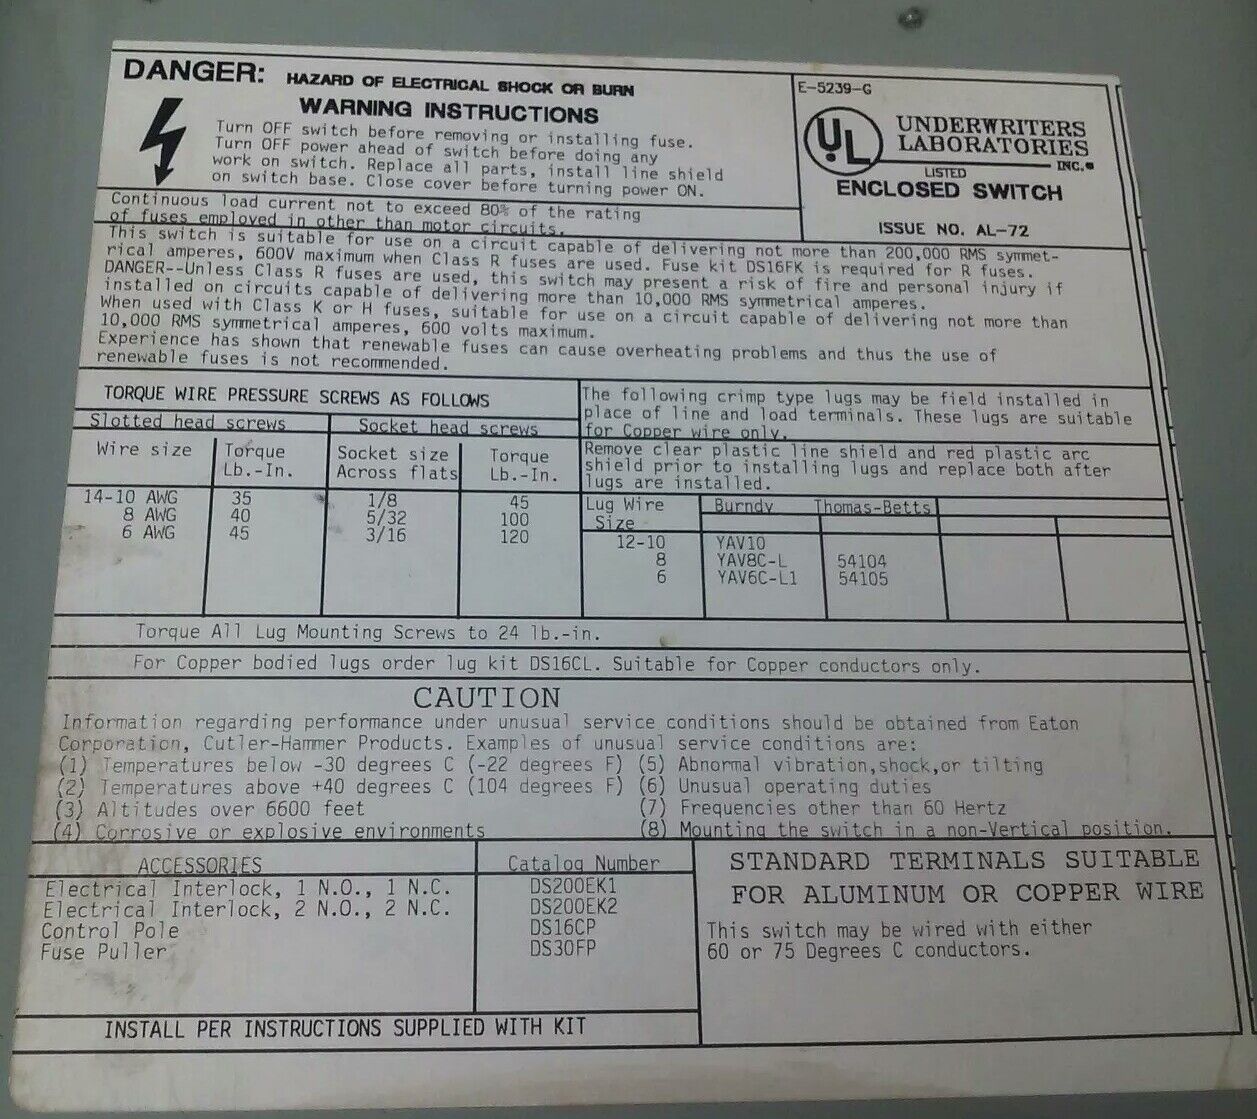 DANGER: HAZARD OF ELECTRICAL SHOCK OR BURN
WARNING INSTRUCTIONS
Turn OFF switch before removing or installing fuse.
Turn OFF power ahead of switch before doing any
work on switch. Replace all parts, install line shield
on switch base. Close cover before turning power ON.
E-5239-G
UL
UNDERWRITERS
LABORATORIES
INC.
LISTED
ENCLOSED SWITCH
ISSUE NO. AL-72
Continuous load current not to exceed 80% of the rating
of fuses employed in other than motor circuits.
This switch is suitable for use on a circuit capable of delivering not more than 200,000 RMS symmet-
rical amperes, 600V maximum when Class R fuses are used. Fuse kit DS16FK is required for R fuses.
DANGER--Unless Class R fuses are used, this switch may present a risk of fire and personal injury if
installed on circuits capable of delivering more than 10,000 RMS symmetrical amperes.
When used with Class K or H fuses, suitable for use on a circuit capable of delivering not more than
10,000 RMS symmetrical amperes, 600 volts maximum.
Experience has shown that renewable fuses can cause overheating problems and thus the use of
renewable fuses is not recommended.
TORQUE WIRE PRESSURE SCREWS AS FOLLOWS
Slotted head screws Socket head screws
Wire size Torque Lb.-In. Socket size Across flats Torque Lb.-In.
14-10 AWG 35 1/8 45
8 AWG 40 5/32 100
6 AWG 45 3/16 120
The following crimp type lugs may be field installed in
place of line and load terminals. These lugs are suitable
for Copper wire only.
Remove clear plastic line shield and red plastic arc
shield prior to installing lugs and replace both after
lugs are installed.
Lug Wire Size Burndy Thomas-Betts
12-10 YAV10
8 YAV8C-L 54104
6 YAV6C-L1 54105
Torque All Lug Mounting Screws to 24 lb.-in.
For Copper bodied lugs order lug kit DS16CL. Suitable for Copper conductors only.
CAUTION
Information regarding performance under unusual service conditions should be obtained from Eaton
Corporation, Cutler-Hammer Products. Examples of unusual service conditions are:
(1) Temperatures below -30 degrees C (-22 degrees F) (5) Abnormal vibration,shock,or tilting
(2) Temperatures above +40 degrees C (104 degrees F) (6) Unusual operating duties
(3) Altitudes over 6600 feet (7) Frequencies other than 60 Hertz
(4) Corrosive or explosive environments (8) Mounting the switch in a non-Vertical position.
ACCESSORIES Catalog Number
Electrical Interlock, 1 N.O., 1 N.C. DS200EK1
Electrical Interlock, 2 N.O., 2 N.C. DS200EK2
Control Pole DS16CP
Fuse Puller DS30FP
INSTALL PER INSTRUCTIONS SUPPLIED WITH KIT
STANDARD TERMINALS SUITABLE
FOR ALUMINUM OR COPPER WIRE
This switch may be wired with either
60 or 75 Degrees C conductors.